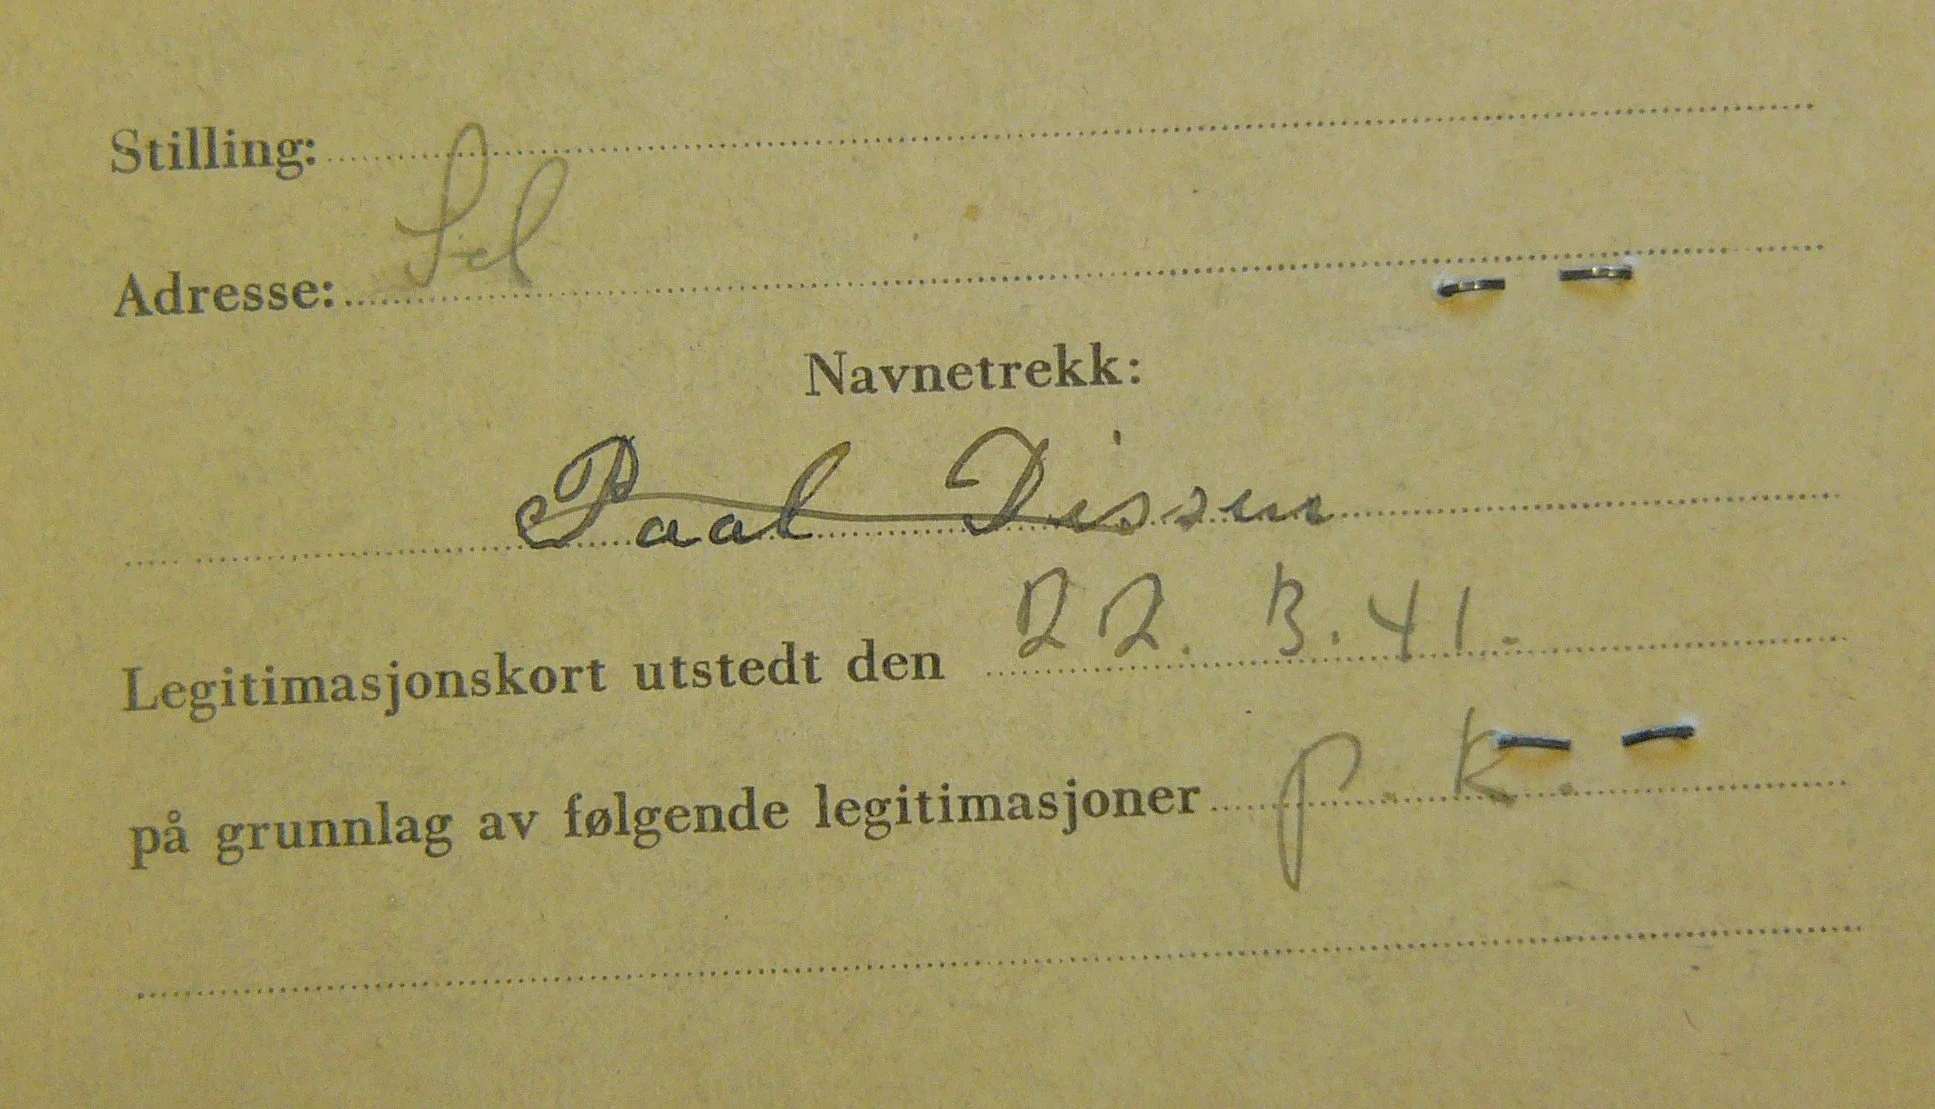 Stilling:
Adresse: Sel
Navnetrekk:
Paal Dissen
Legitimasjonskort utstedt den 22. 3. 41.-
på grunnlag av følgende legitimasjoner p. k.